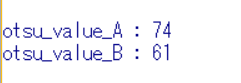 otsu_value_A : 74
otsu_value_B : 61